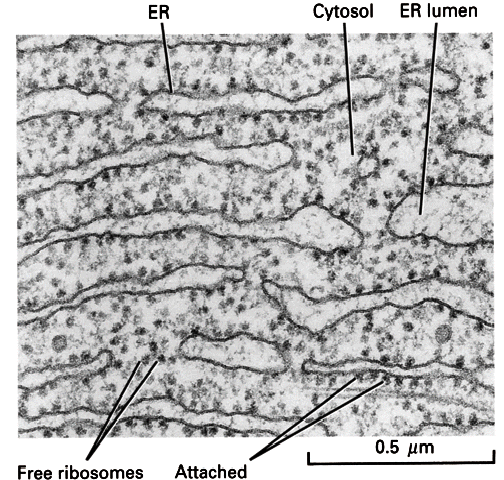 ER
Cytosol
ER lumen
Free ribosomes
Attached
0.5 μm